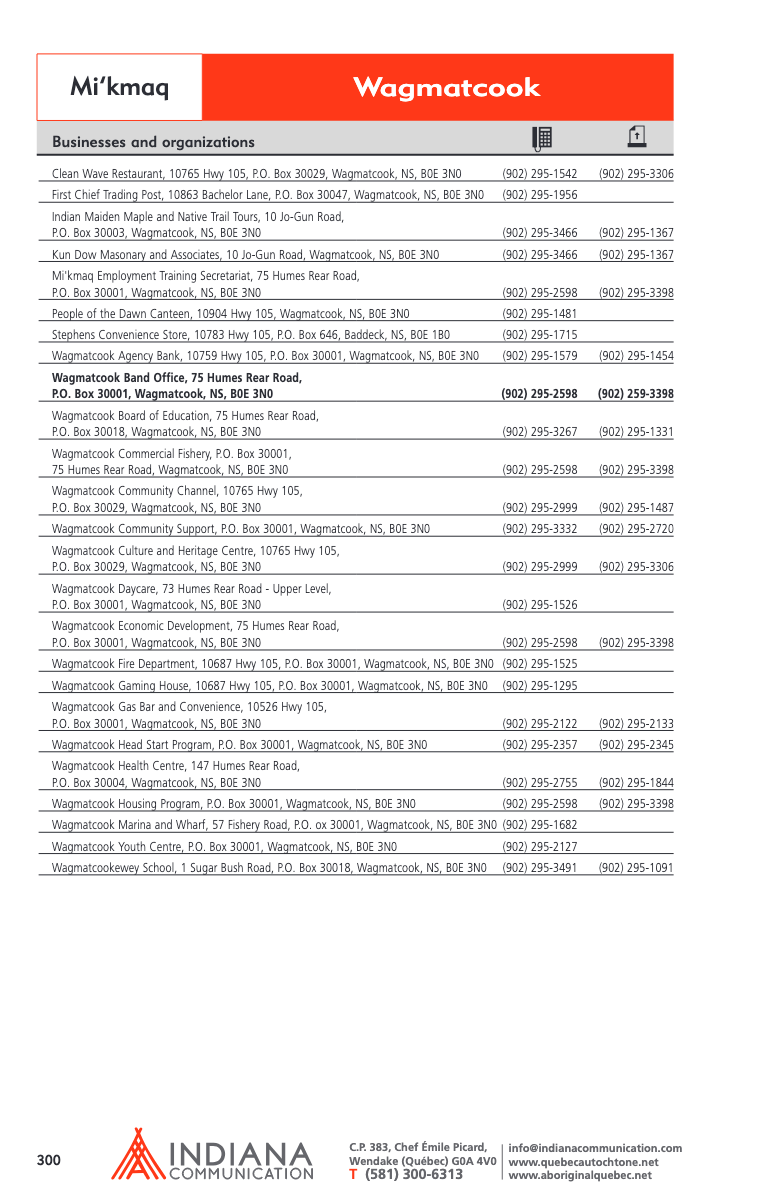 Mi'kmaq
Wagmatcook
Businesses and organizations
Clean Wave Restaurant, 10765 Hwy 105, P.O. Box 30029, Wagmatcook, NS, B0E 3N0 (902) 295-1542 (902) 295-3306
First Chief Trading Post, 10863 Bachelor Lane, P.O. Box 30047, Wagmatcook, NS, B0E 3N0 (902) 295-1956
Indian Maiden Maple and Native Trail Tours, 10 Jo-Gun Road,
P.O. Box 30003, Wagmatcook, NS, B0E 3N0 (902) 295-3466 (902) 295-1367
Kun Dow Masonary and Associates, 10 Jo-Gun Road, Wagmatcook, NS, B0E 3N0 (902) 295-3466 (902) 295-1367
Mi'kmaq Employment Training Secretariat, 75 Humes Rear Road,
P.O. Box 30001, Wagmatcook, NS, B0E 3N0 (902) 295-2598 (902) 295-3398
People of the Dawn Canteen, 10904 Hwy 105, Wagmatcook, NS, B0E 3N0 (902) 295-1481
Stephens Convenience Store, 10783 Hwy 105, P.O. Box 646, Baddeck, NS, B0E 1B0 (902) 295-1715
Wagmatcook Agency Bank, 10759 Hwy 105, P.O. Box 30001, Wagmatcook, NS, B0E 3N0 (902) 295-1579 (902) 295-1454
Wagmatcook Band Office, 75 Humes Rear Road,
P.O. Box 30001, Wagmatcook, NS, B0E 3N0 (902) 295-2598 (902) 259-3398
Wagmatcook Board of Education, 75 Humes Rear Road,
P.O. Box 30018, Wagmatcook, NS, B0E 3N0 (902) 295-3267 (902) 295-1331
Wagmatcook Commercial Fishery, P.O. Box 30001,
75 Humes Rear Road, Wagmatcook, NS, B0E 3N0 (902) 295-2598 (902) 295-3398
Wagmatcook Community Channel, 10765 Hwy 105,
P.O. Box 30029, Wagmatcook, NS, B0E 3N0 (902) 295-2999 (902) 295-1487
Wagmatcook Community Support, P.O. Box 30001, Wagmatcook, NS, B0E 3N0 (902) 295-3332 (902) 295-2720
Wagmatcook Culture and Heritage Centre, 10765 Hwy 105,
P.O. Box 30029, Wagmatcook, NS, B0E 3N0 (902) 295-2999 (902) 295-3306
Wagmatcook Daycare, 73 Humes Rear Road - Upper Level,
P.O. Box 30001, Wagmatcook, NS, B0E 3N0 (902) 295-1526
Wagmatcook Economic Development, 75 Humes Rear Road,
P.O. Box 30001, Wagmatcook, NS, B0E 3N0 (902) 295-2598 (902) 295-3398
Wagmatcook Fire Department, 10687 Hwy 105, P.O. Box 30001, Wagmatcook, NS, B0E 3N0 (902) 295-1525
Wagmatcook Gaming House, 10687 Hwy 105, P.O. Box 30001, Wagmatcook, NS, B0E 3N0 (902) 295-1295
Wagmatcook Gas Bar and Convenience, 10526 Hwy 105,
P.O. Box 30001, Wagmatcook, NS, B0E 3N0 (902) 295-2122 (902) 295-2133
Wagmatcook Head Start Program, P.O. Box 30001, Wagmatcook, NS, B0E 3N0 (902) 295-2357 (902) 295-2345
Wagmatcook Health Centre, 147 Humes Rear Road,
P.O. Box 30004, Wagmatcook, NS, B0E 3N0 (902) 295-2755 (902) 295-1844
Wagmatcook Housing Program, P.O. Box 30001, Wagmatcook, NS, B0E 3N0 (902) 295-2598 (902) 295-3398
Wagmatcook Marina and Wharf, 57 Fishery Road, P.O. ox 30001, Wagmatcook, NS, B0E 3N0 (902) 295-1682
Wagmatcook Youth Centre, P.O. Box 30001, Wagmatcook, NS, B0E 3N0 (902) 295-2127
Wagmatcookewey School, 1 Sugar Bush Road, P.O. Box 30018, Wagmatcook, NS, B0E 3N0 (902) 295-3491 (902) 295-1091
300
INDIANA
COMMUNICATION
C.P. 383, Chef Émile Picard,
Wendake (Québec) G0A 4V0
T (581) 300-6313
info@indianacommunication.com
www.quebecautochtone.net
www.aboriginalquebec.net